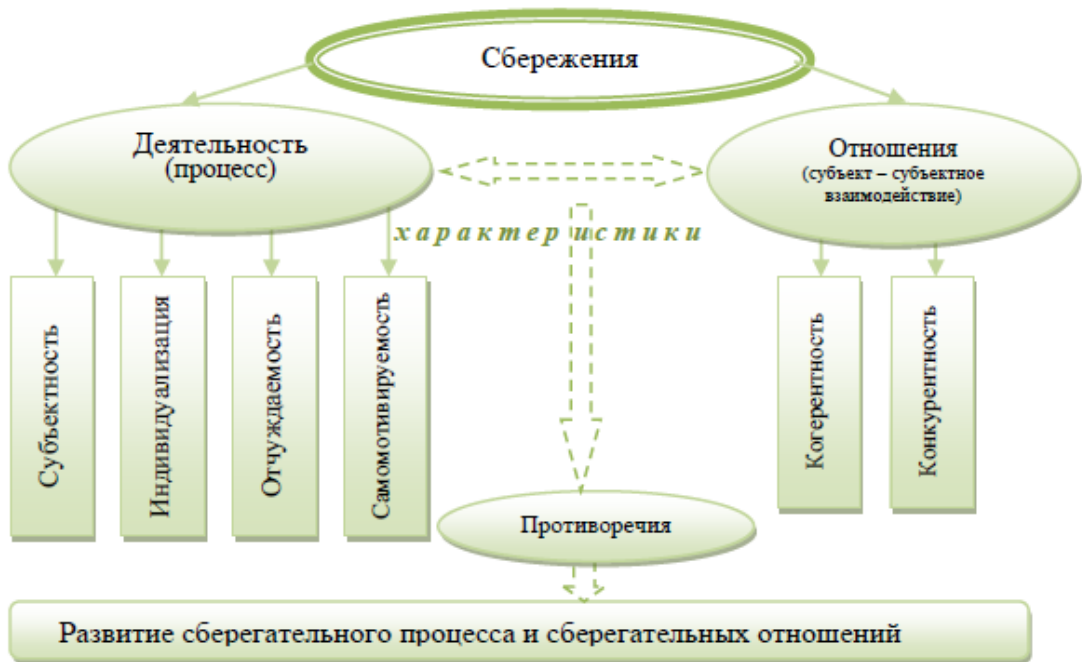 Сбережения
Деятельность
(процесс)
Отношения
(субъект – субъектное
взаимодействие)
характеристики
Субъектность
Индивидуализация
Отчуждаемость
Самомотивируемость
Когерентность
Конкурентность
Противоречия
Развитие сберегательного процесса и сберегательных отношений